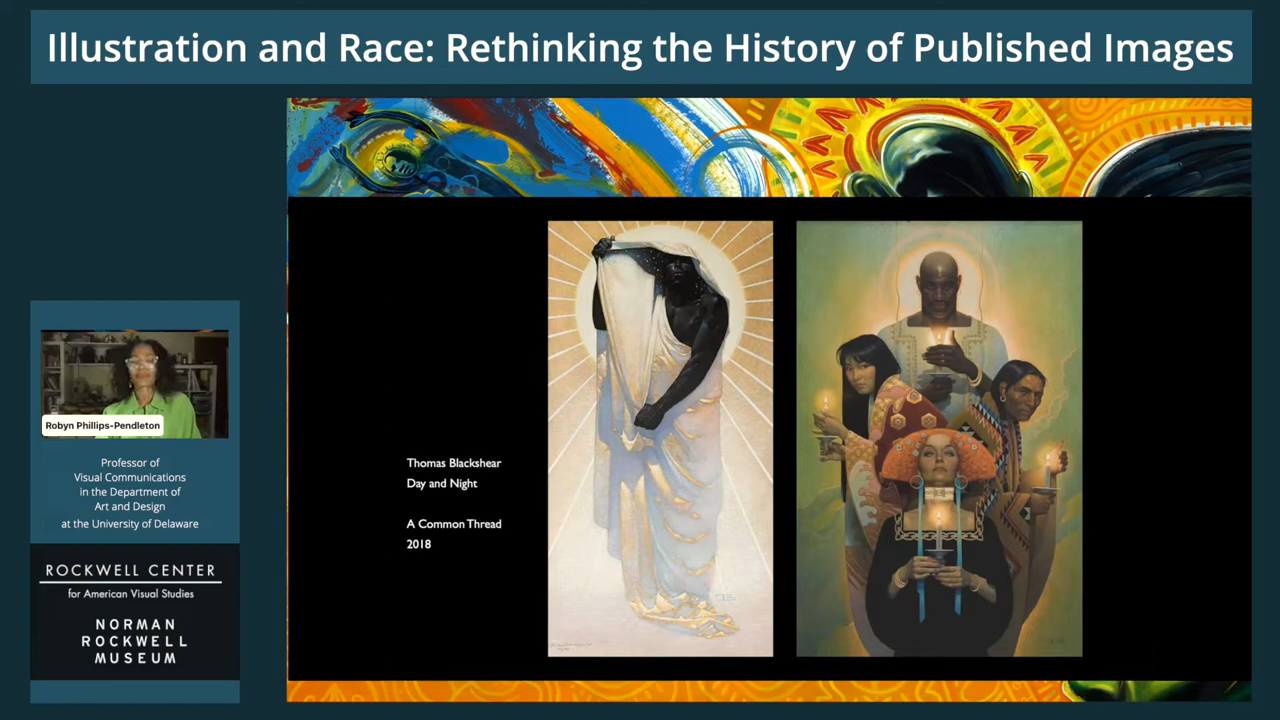 Illustration and Race: Rethinking the History of Published Images
Robyn Phillips-Pendleton
Professor of
Visual Communications
in the Department of
Art and Design
at the University of Delaware
ROCKWELL CENTER
for American Visual Studies
NORMAN
ROCKWELL
MUSEUM
Thomas Blackshear
Day and Night
A Common Thread
2018